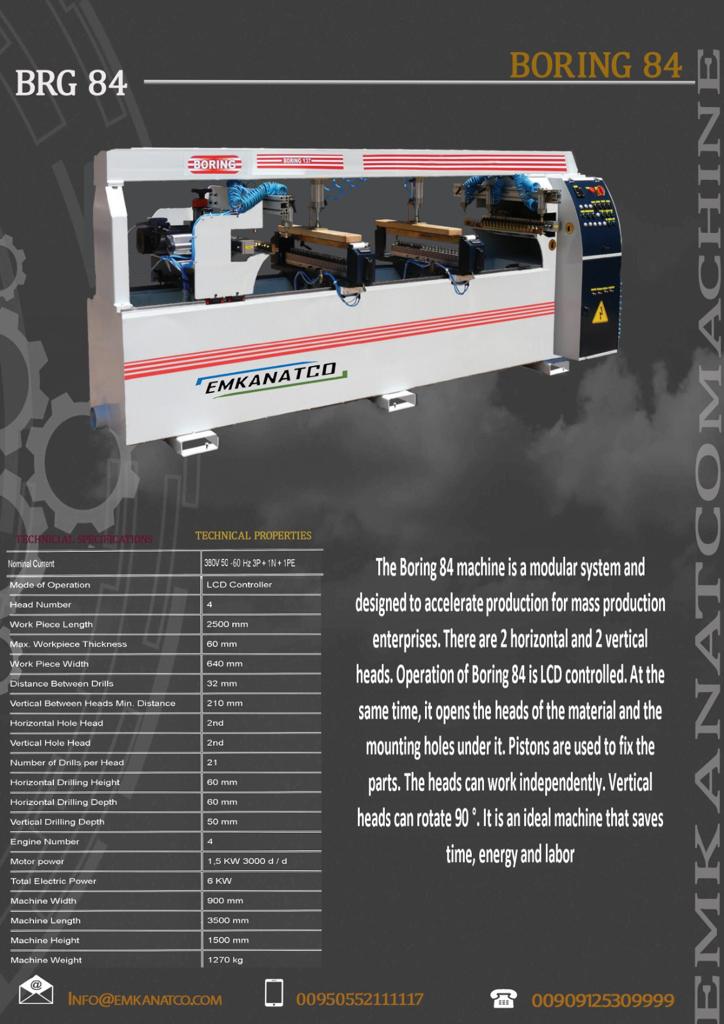 BORING 84
BRG 84
BORING
EMKANATCO
EMKANATCOMACHINE
TECHNICIAL SPECIFICATIONS TECHNICAL PROPERTIES
Nominal Current 380V 50 -60 Hz 3P + 1N + 1PE
Mode of Operation LCD Controller
Head Number 4
Work Piece Length 2500 mm
Max. Workpiece Thickness 60 mm
Work Piece Width 640 mm
Distance Between Drills 32 mm
Vertical Between Heads Min. Distance 210 mm
Horizontal Hole Head 2nd
Vertical Hole Head 2nd
Number of Drills per Head 21
Horizontal Drilling Height 60 mm
Horizontal Drilling Depth 60 mm
Vertical Drilling Depth 50 mm
Engine Number 4
Motor power 1,5 KW 3000 d / d
Total Electric Power 6 KW
Machine Width 900 mm
Machine Length 3500 mm
Machine Height 1500 mm
Machine Weight 1270 kg
The Boring 84 machine is a modular system and
designed to accelerate production for mass production
enterprises. There are 2 horizontal and 2 vertical
heads. Operation of Boring 84 is LCD controlled. At the
same time, it opens the heads of the material and the
mounting holes under it. Pistons are used to fix the
parts. The heads can work independently. Vertical
heads can rotate 90 °. It is an ideal machine that saves
time, energy and labor
Info@emkanatco.com 00950552111117 00909125309999